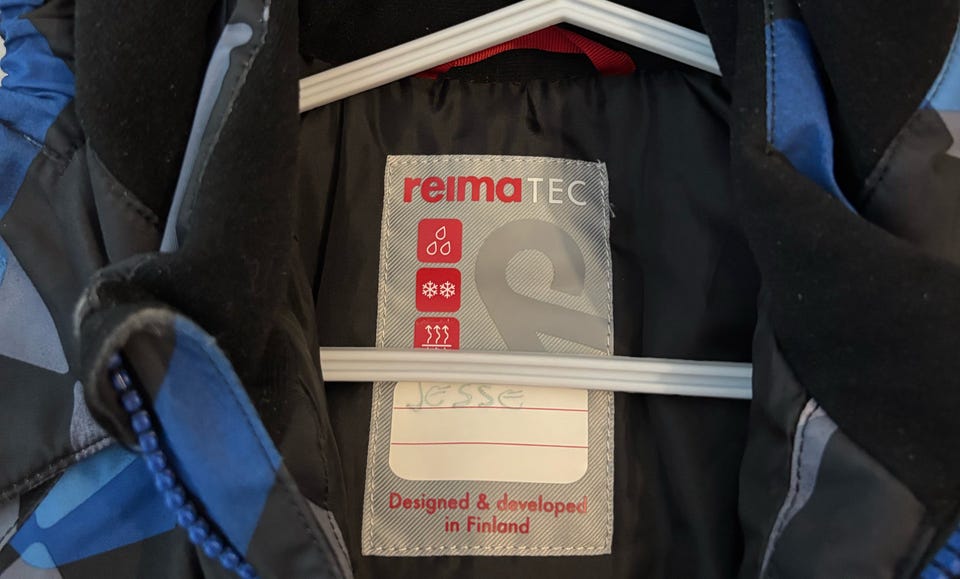 reimaTEC
JESSE
Designed & developed
in Finland